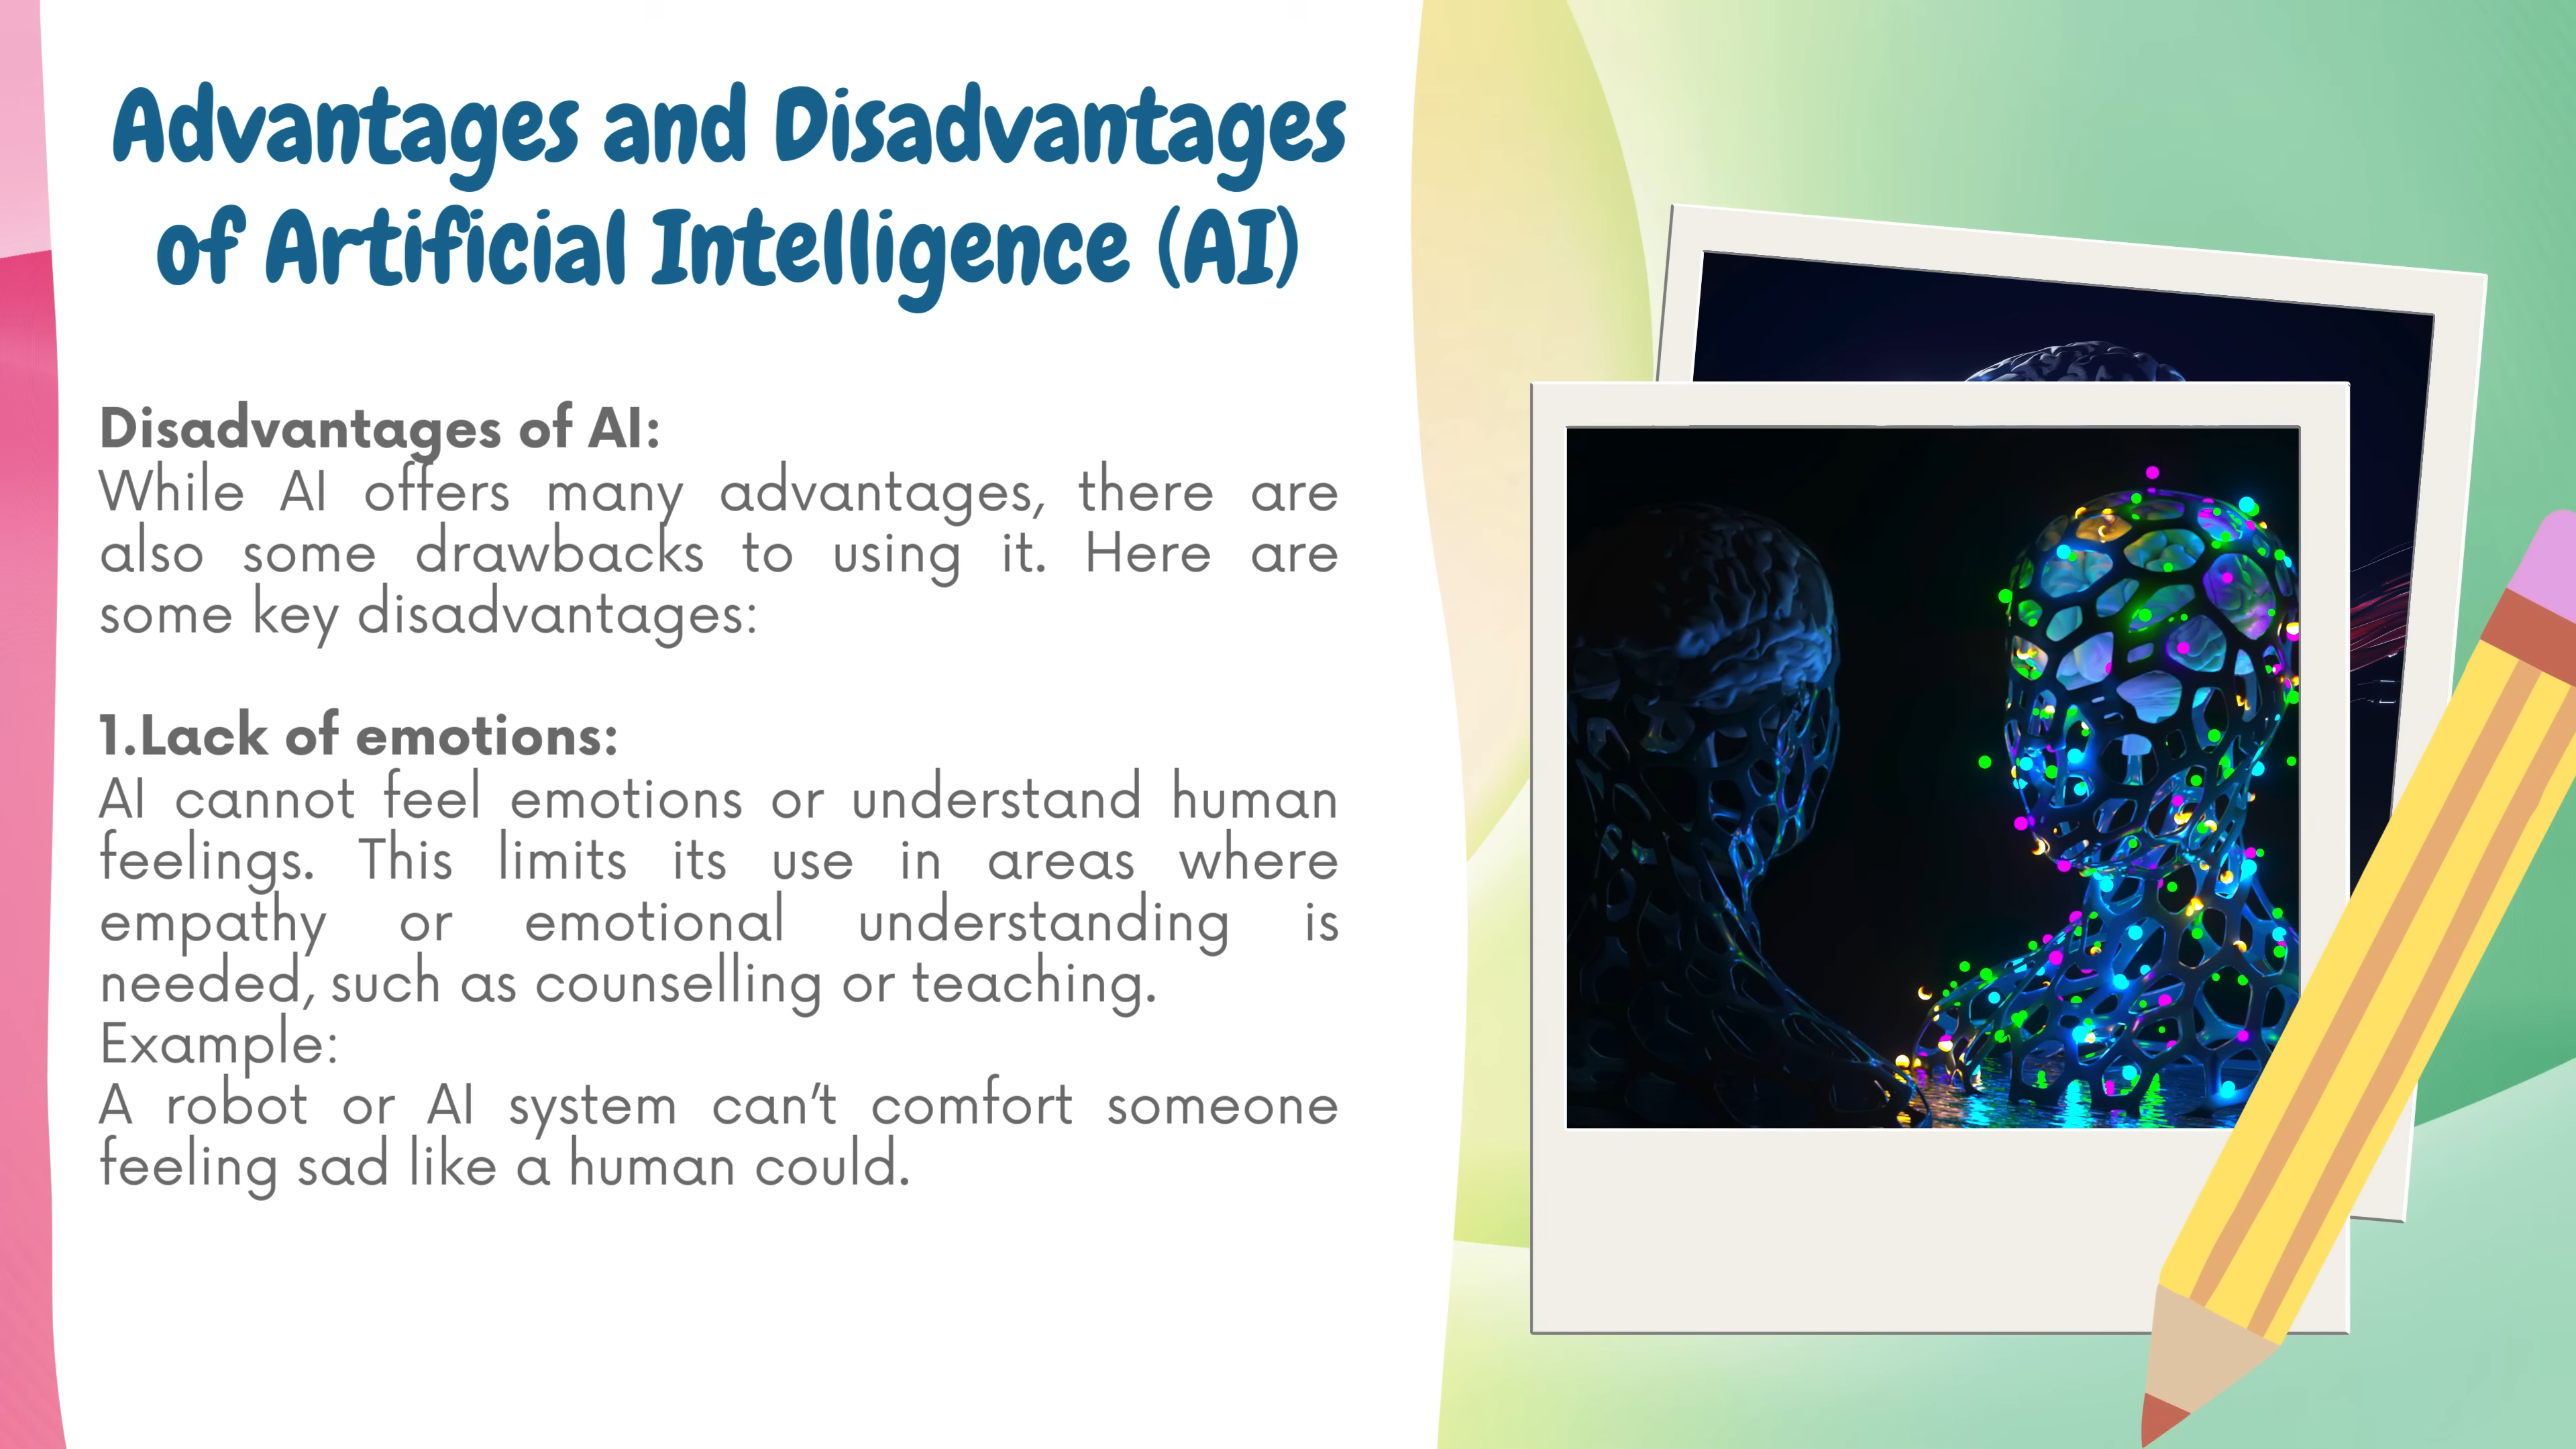 Advantages and Disadvantages
of Artificial Intelligence (AI)
Disadvantages of AI:
While AI offers many advantages, there are
also some drawbacks to using it. Here are
some key disadvantages:
1.Lack of emotions:
AI cannot feel emotions or understand human
feelings. This limits its use in areas where
empathy or emotional understanding is
needed, such as counselling or teaching.
Example:
A robot or AI system can’t comfort someone
feeling sad like a human could.